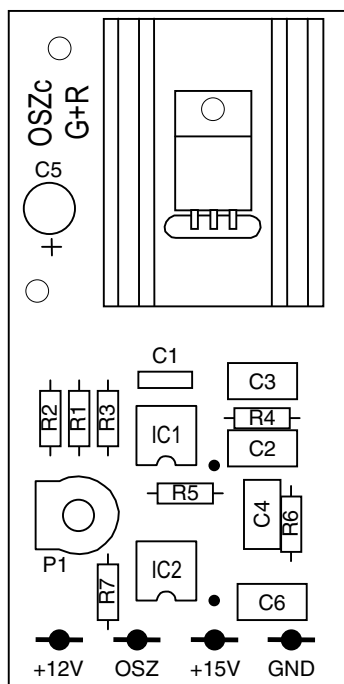 OSZc
G+R
C5
+
C1
C3
R2
R1
R3
R4
IC1
C2
R5
C4
R6
P1
IC2
R7
C6
+12V
OSZ
+15V
GND